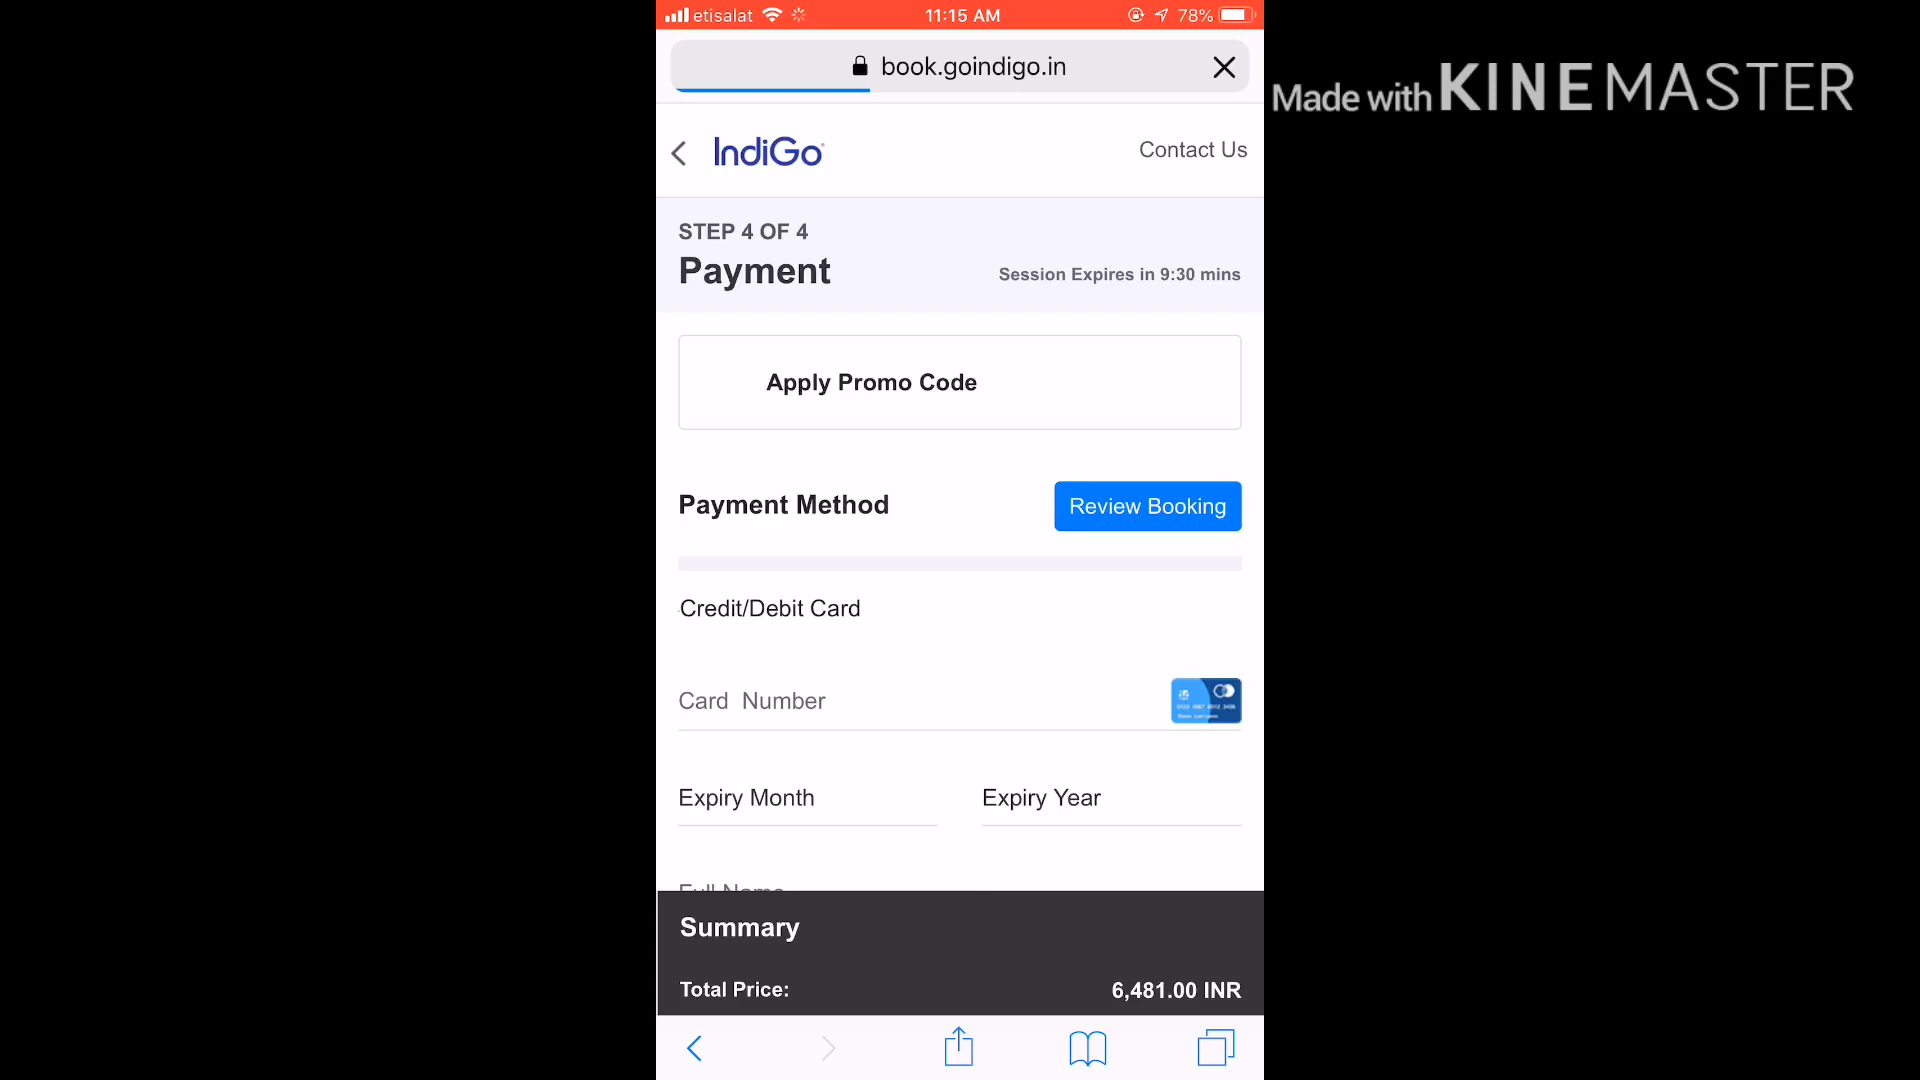 etisalat 11:15 AM 78%
book.goindigo.in
Made with KINEMASTER
IndiGo Contact Us
STEP 4 OF 4
Payment Session Expires in 9:30 mins
Apply Promo Code
Payment Method Review Booking
Credit/Debit Card
Card Number
Expiry Month Expiry Year
Full Name
Summary
Total Price: 6,481.00 INR